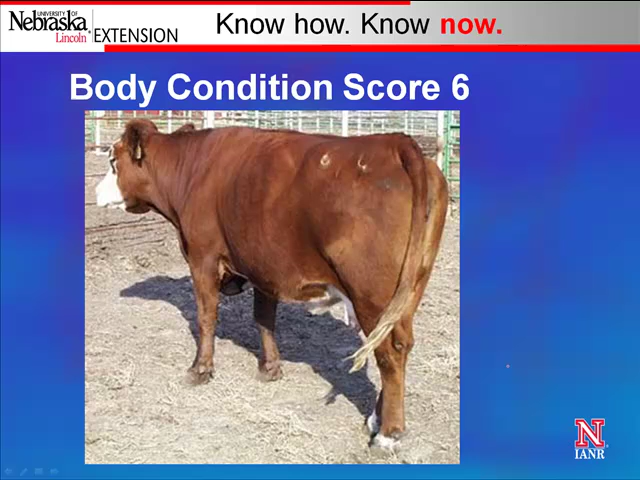 UNIVERSITY OF
Nebraska
Lincoln
EXTENSION
Know how. Know now.
Body Condition Score 6
N
IANR